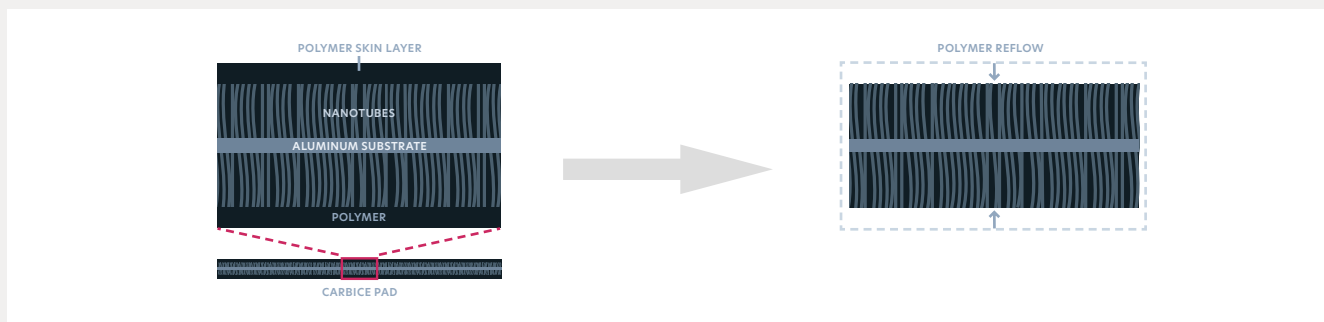 POLYMER SKIN LAYER
NANOTUBES
ALUMINUM SUBSTRATE
POLYMER
CARBICE PAD
POLYMER REFLOW